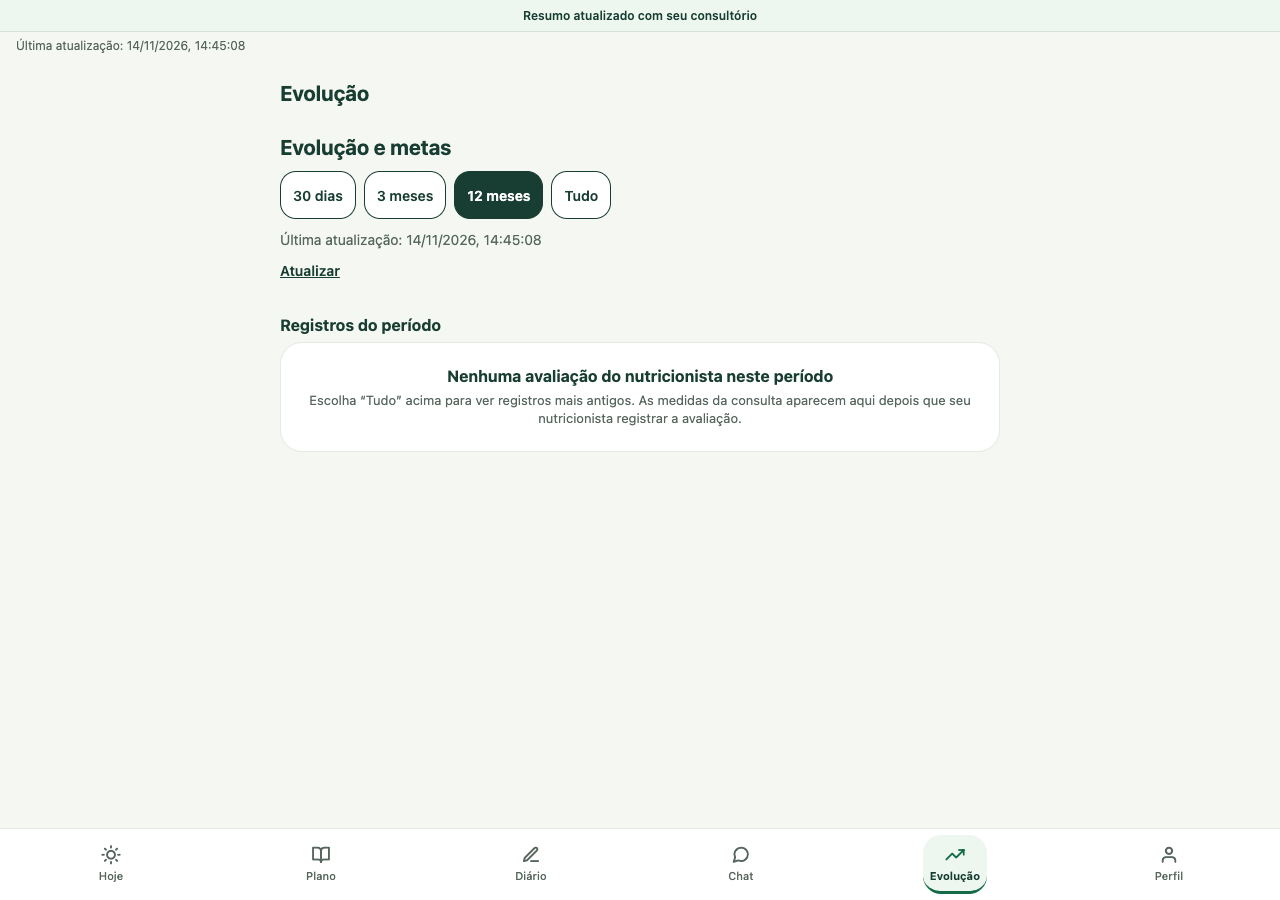 Resumo atualizado com seu consultório
Última atualização: 14/11/2026, 14:45:08
Evolução
Evolução e metas
30 dias
3 meses
12 meses
Tudo
Última atualização: 14/11/2026, 14:45:08
Atualizar
Registros do período
Nenhuma avaliação do nutricionista neste período
Escolha “Tudo” acima para ver registros mais antigos. As medidas da consulta aparecem aqui depois que seu
nutricionista registrar a avaliação.
Hoje
Plano
Diário
Chat
Evolução
Perfil